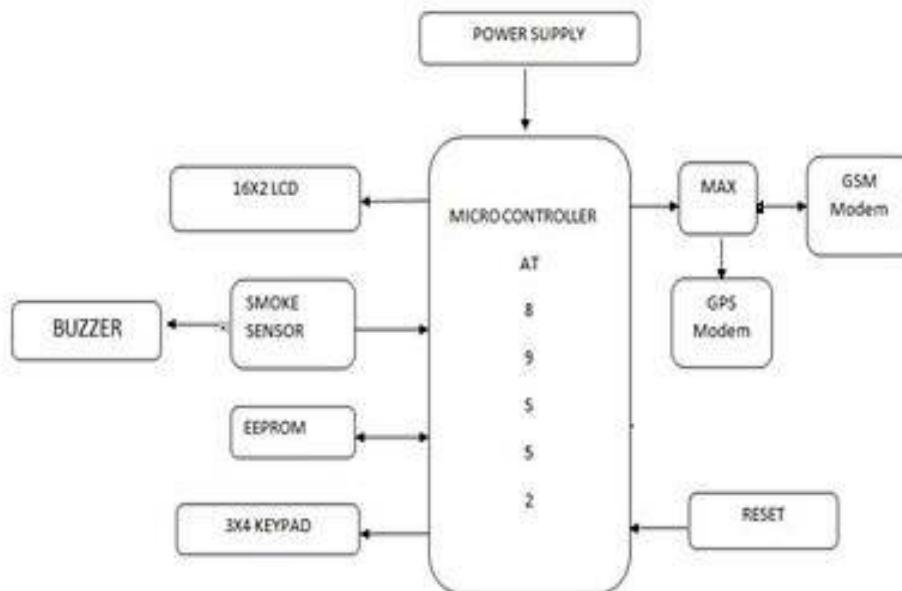 POWER SUPPLY
16X2 LCD
MICRO CONTROLLER
AT
8
9
S
5
2
MAX
GSM
Modem
SMOKE
SENSOR
BUZZER
GPS
Modem
EEPROM
3X4 KEYPAD
RESET